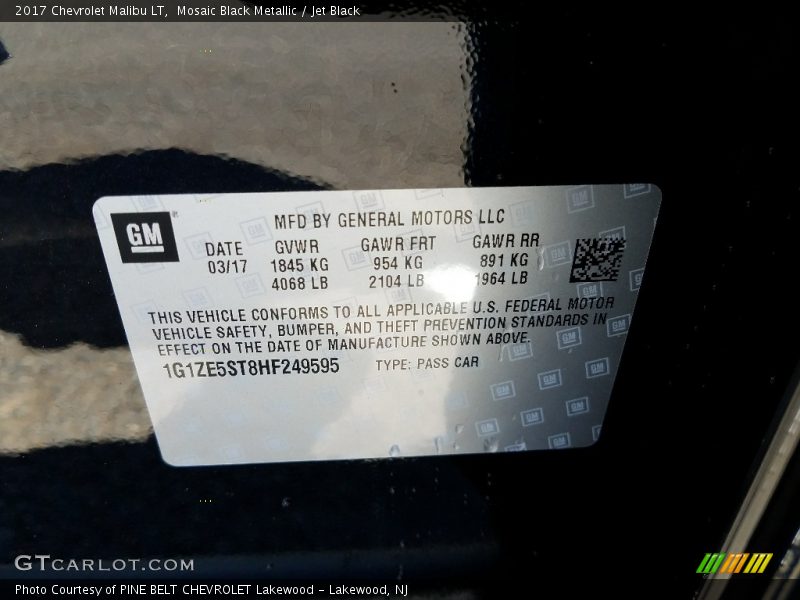 2017 Chevrolet Malibu LT,  Mosaic Black Metallic / Jet Black
GM
MFD BY GENERAL MOTORS LLC
DATE GVWR GAWR FRT GAWR RR
03/17 1845 KG 954 KG 891 KG
4068 LB 2104 LB 1964 LB
THIS VEHICLE CONFORMS TO ALL APPLICABLE U.S. FEDERAL MOTOR
VEHICLE SAFETY, BUMPER, AND THEFT PREVENTION STANDARDS IN
EFFECT ON THE DATE OF MANUFACTURE SHOWN ABOVE.
1G1ZE5ST8HF249595 TYPE: PASS CAR
GTCARLOT.COM
Photo Courtesy of PINE BELT CHEVROLET Lakewood - Lakewood, NJ